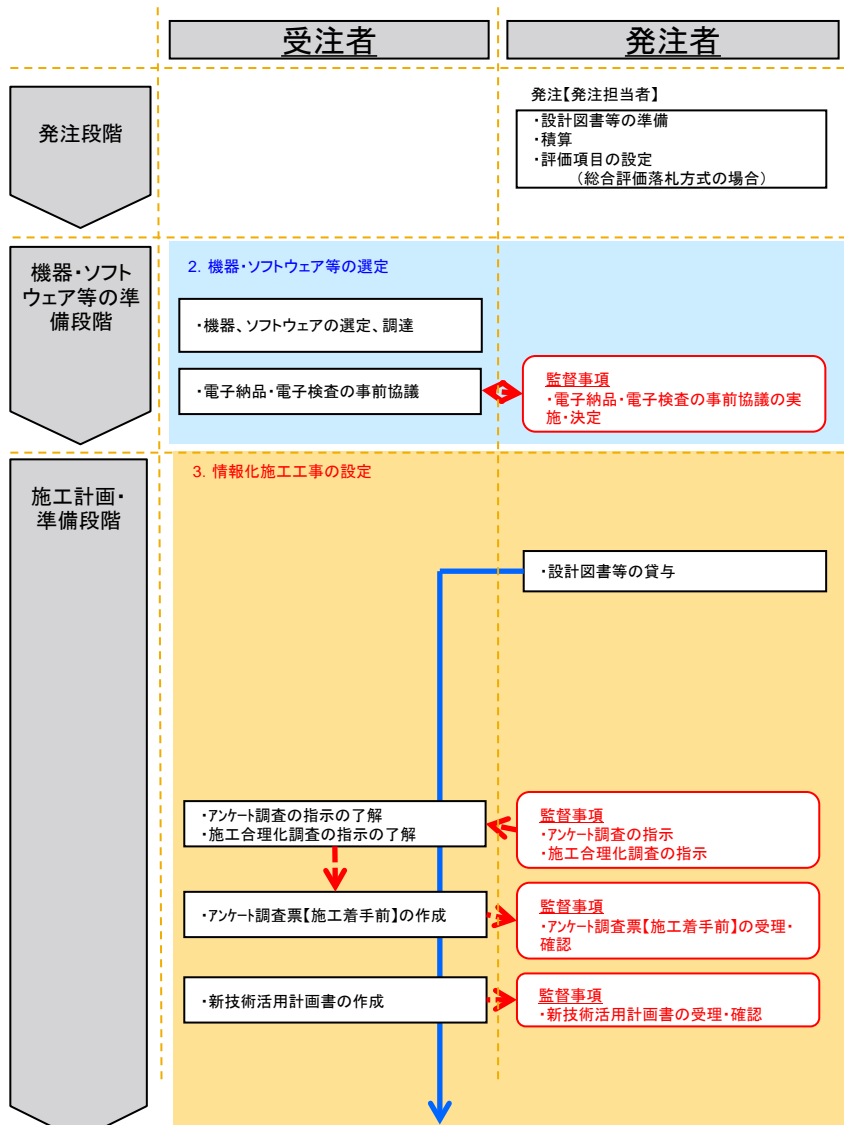 受注者
発注者
発注段階
発注【発注担当者】
・設計図書等の準備
・積算
・評価項目の設定
（総合評価落札方式の場合）
機器・ソフト
ウェア等の準
備段階
2. 機器・ソフトウェア等の選定
・機器、ソフトウェアの選定、調達
・電子納品・電子検査の事前協議
監督事項
・電子納品・電子検査の事前協議の実
施・決定
施工計画・
準備段階
3. 情報化施工工事の設定
・設計図書等の貸与
・アンケート調査の指示の了解
・施工合理化調査の指示の了解
監督事項
・アンケート調査の指示
・施工合理化調査の指示
・アンケート調査票【施工着手前】の作成
監督事項
・アンケート調査票【施工着手前】の受理・
確認
・新技術活用計画書の作成
監督事項
・新技術活用計画書の受理・確認